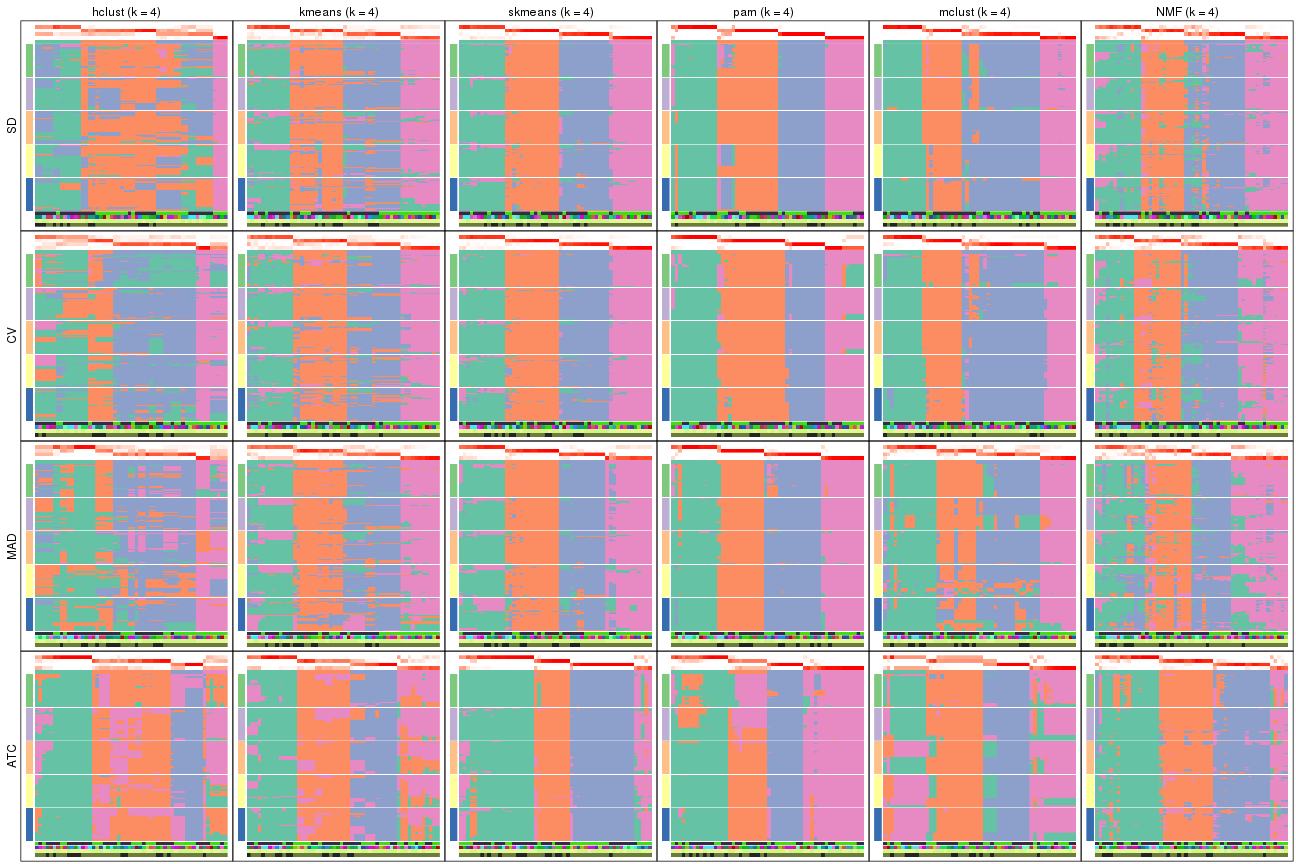 hclust (k = 4) kmeans (k = 4) skmeans (k = 4) pam (k = 4) mclust (k = 4) NMF (k = 4)
SD
CV
MAD
ATC